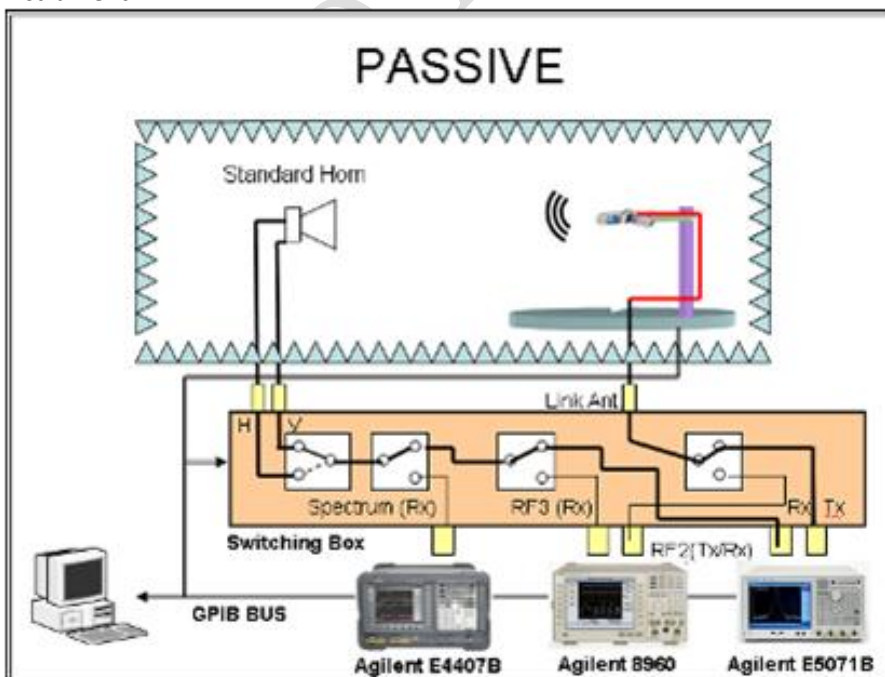 PASSIVE
Standard Horn
Link Ant
H V
Spectrum (Rx) RF3 (Rx) Rx Tx
Switching Box RF2(Tx/Rx)
GPIB BUS
Agilent E4407B Agilent 8960 Agilent E5071B